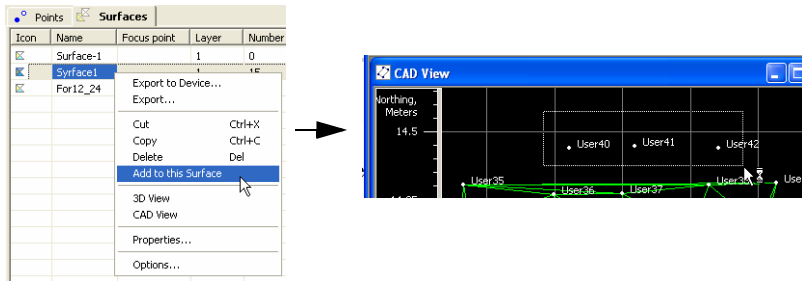 Points Surfaces
Icon Name Focus point Layer Number
Surface-1 1 0
Syrface1 1 15
For12_24
Export to Device...
Export...
Cut Ctrl+X
Copy Ctrl+C
Delete Del
Add to this Surface
3D View
CAD View
Properties...
Options...
CAD View
Northing,
Meters
14.5
User40 User41 User42
User35 User36 User37 Use